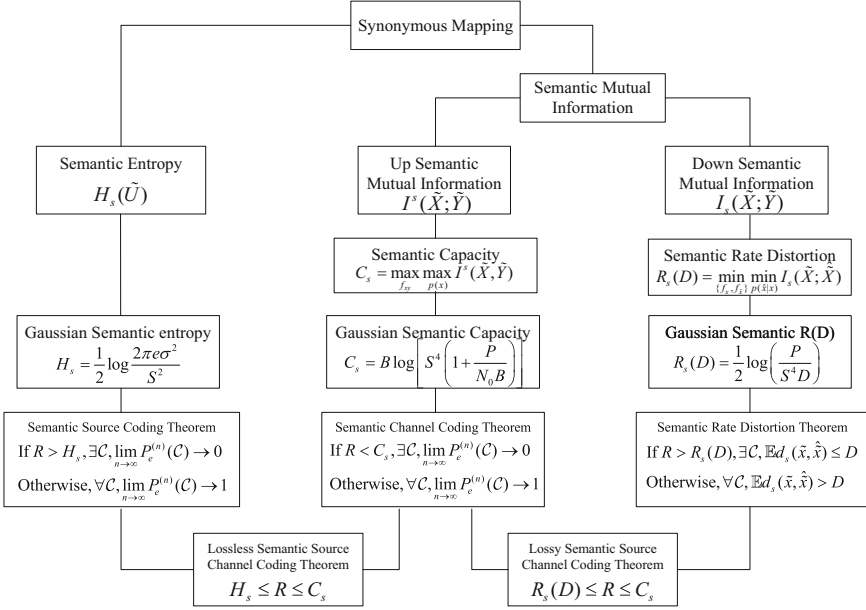 Synonymous Mapping
Semantic Mutual
Information
Semantic Entropy
H_s(Ũ)
Up Semantic
Mutual Information
I^s(X̃;Ỹ)
Down Semantic
Mutual Information
I_s(X̃;Ỹ)
Semantic Capacity
C_s = max_{f_{xy}} max_{p(x)} I^s(X̃,Ỹ)
Semantic Rate Distortion
R_s(D) = min_{{f_x, f_x̂}} min_{p(x̂|x)} I_s(X̃;X̃̂)
Gaussian Semantic entropy
H_s = 1/2 log 2πeσ²/S²
Gaussian Semantic Capacity
C_s = B log[S⁴(1 + P/(N₀B))]
Gaussian Semantic R(D)
R_s(D) = 1/2 log(P/(S⁴D))
Semantic Source Coding Theorem
If R > H_s, ∃𝒞, lim_{n→∞} P_e^{(n)}(𝒞) → 0
Otherwise, ∀𝒞, lim_{n→∞} P_e^{(n)}(𝒞) → 1
Semantic Channel Coding Theorem
If R < C_s, ∃𝒞, lim_{n→∞} P_e^{(n)}(𝒞) → 0
Otherwise, ∀𝒞, lim_{n→∞} P_e^{(n)}(𝒞) → 1
Semantic Rate Distortion Theorem
If R > R_s(D), ∃𝒞, 𝔼d_s(x̃, x̃̂) ≤ D
Otherwise, ∀𝒞, 𝔼d_s(x̃, x̃̂) > D
Lossless Semantic Source
Channel Coding Theorem
H_s ≤ R ≤ C_s
Lossy Semantic Source
Channel Coding Theorem
R_s(D) ≤ R ≤ C_s